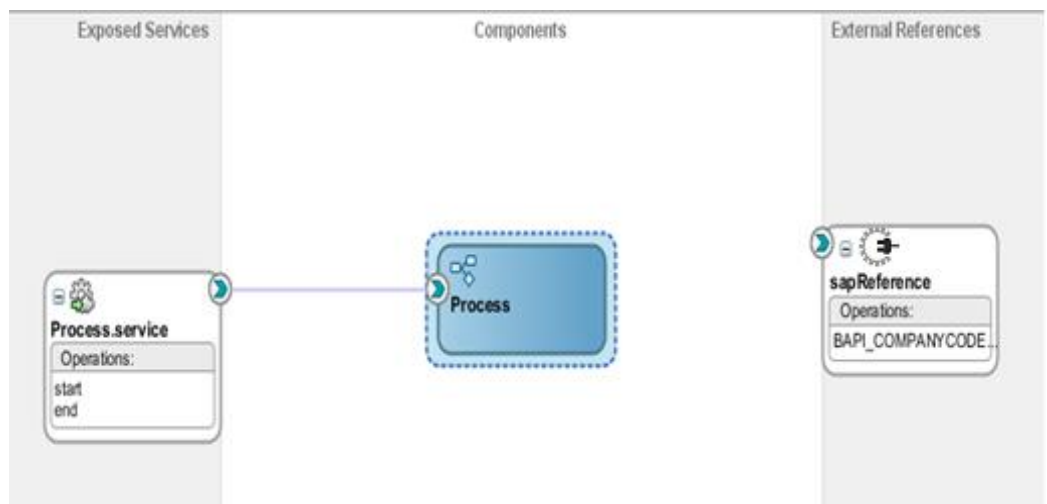 Exposed Services
Components
External References
Process.service
Operations:
start
end
Process
sapReference
Operations:
BAPI_COMPANYCODE...